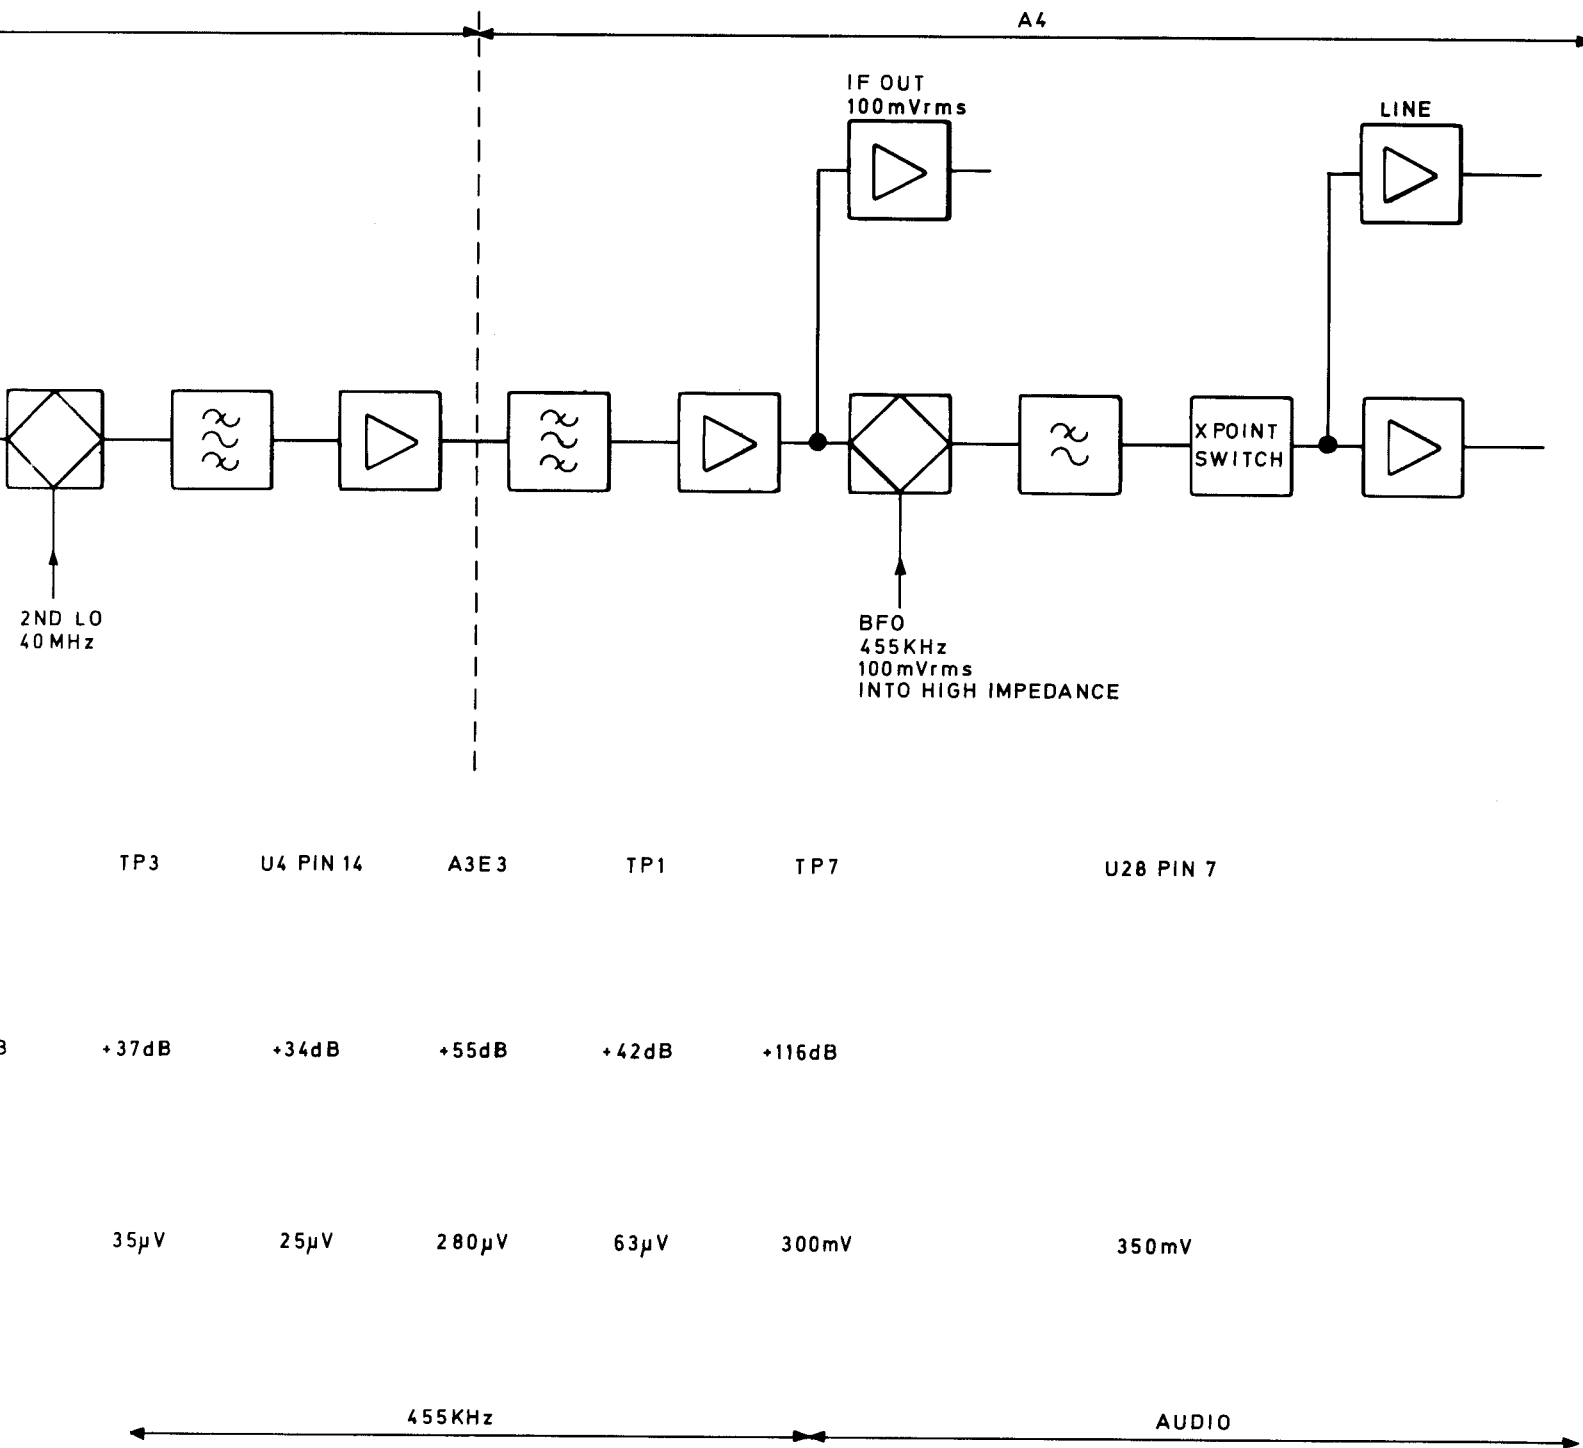 A4
IF OUT
100mVrms
LINE
X POINT
SWITCH
2ND LO
40MHz
BFO
455KHz
100mVrms
INTO HIGH IMPEDANCE
TP3 U4 PIN 14 A3E3 TP1 TP7 U28 PIN 7
+37dB +34dB +55dB +42dB +116dB
35µV 25µV 280µV 63µV 300mV 350mV
455KHz AUDIO